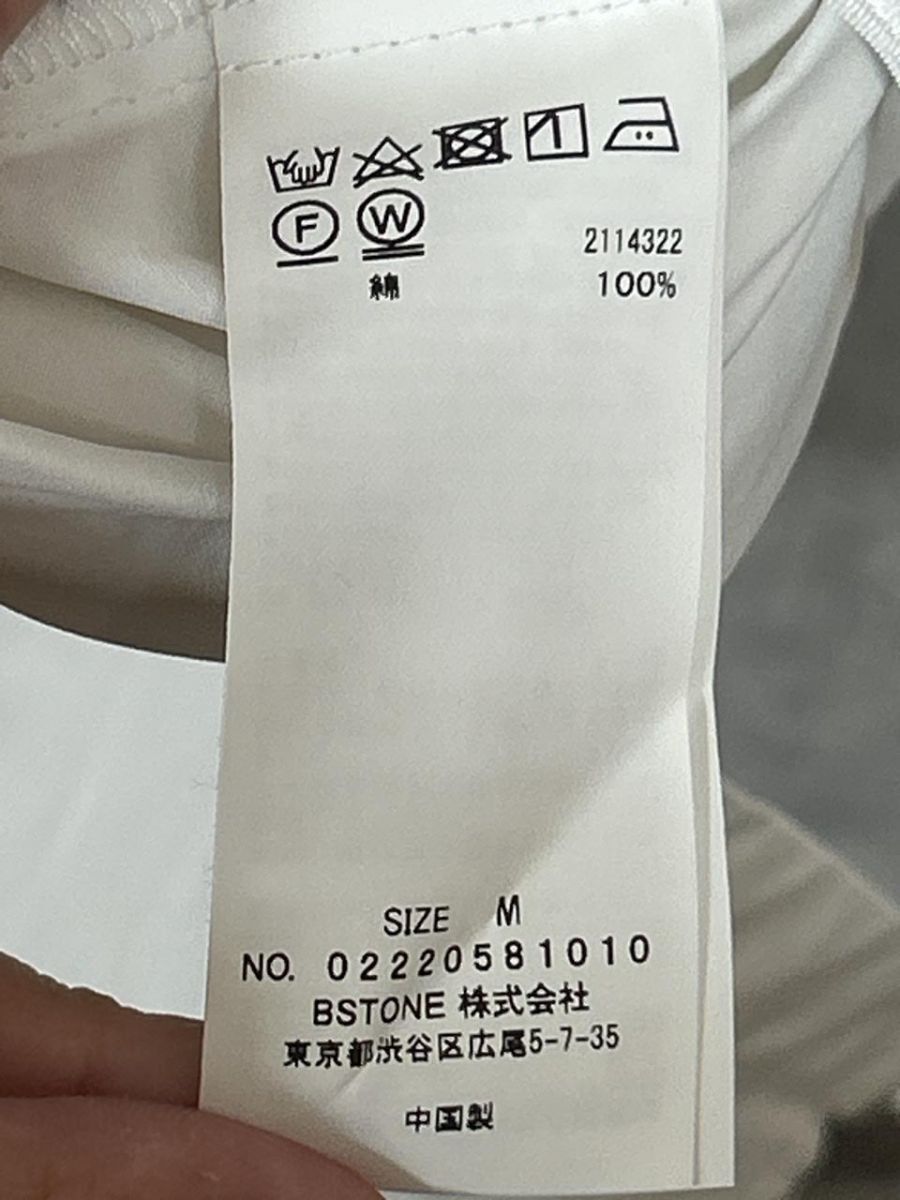 F W
2114322
綿 100%
SIZE M
NO. 02220581010
BSTONE 株式会社
東京都渋谷区広尾5-7-35
中国製